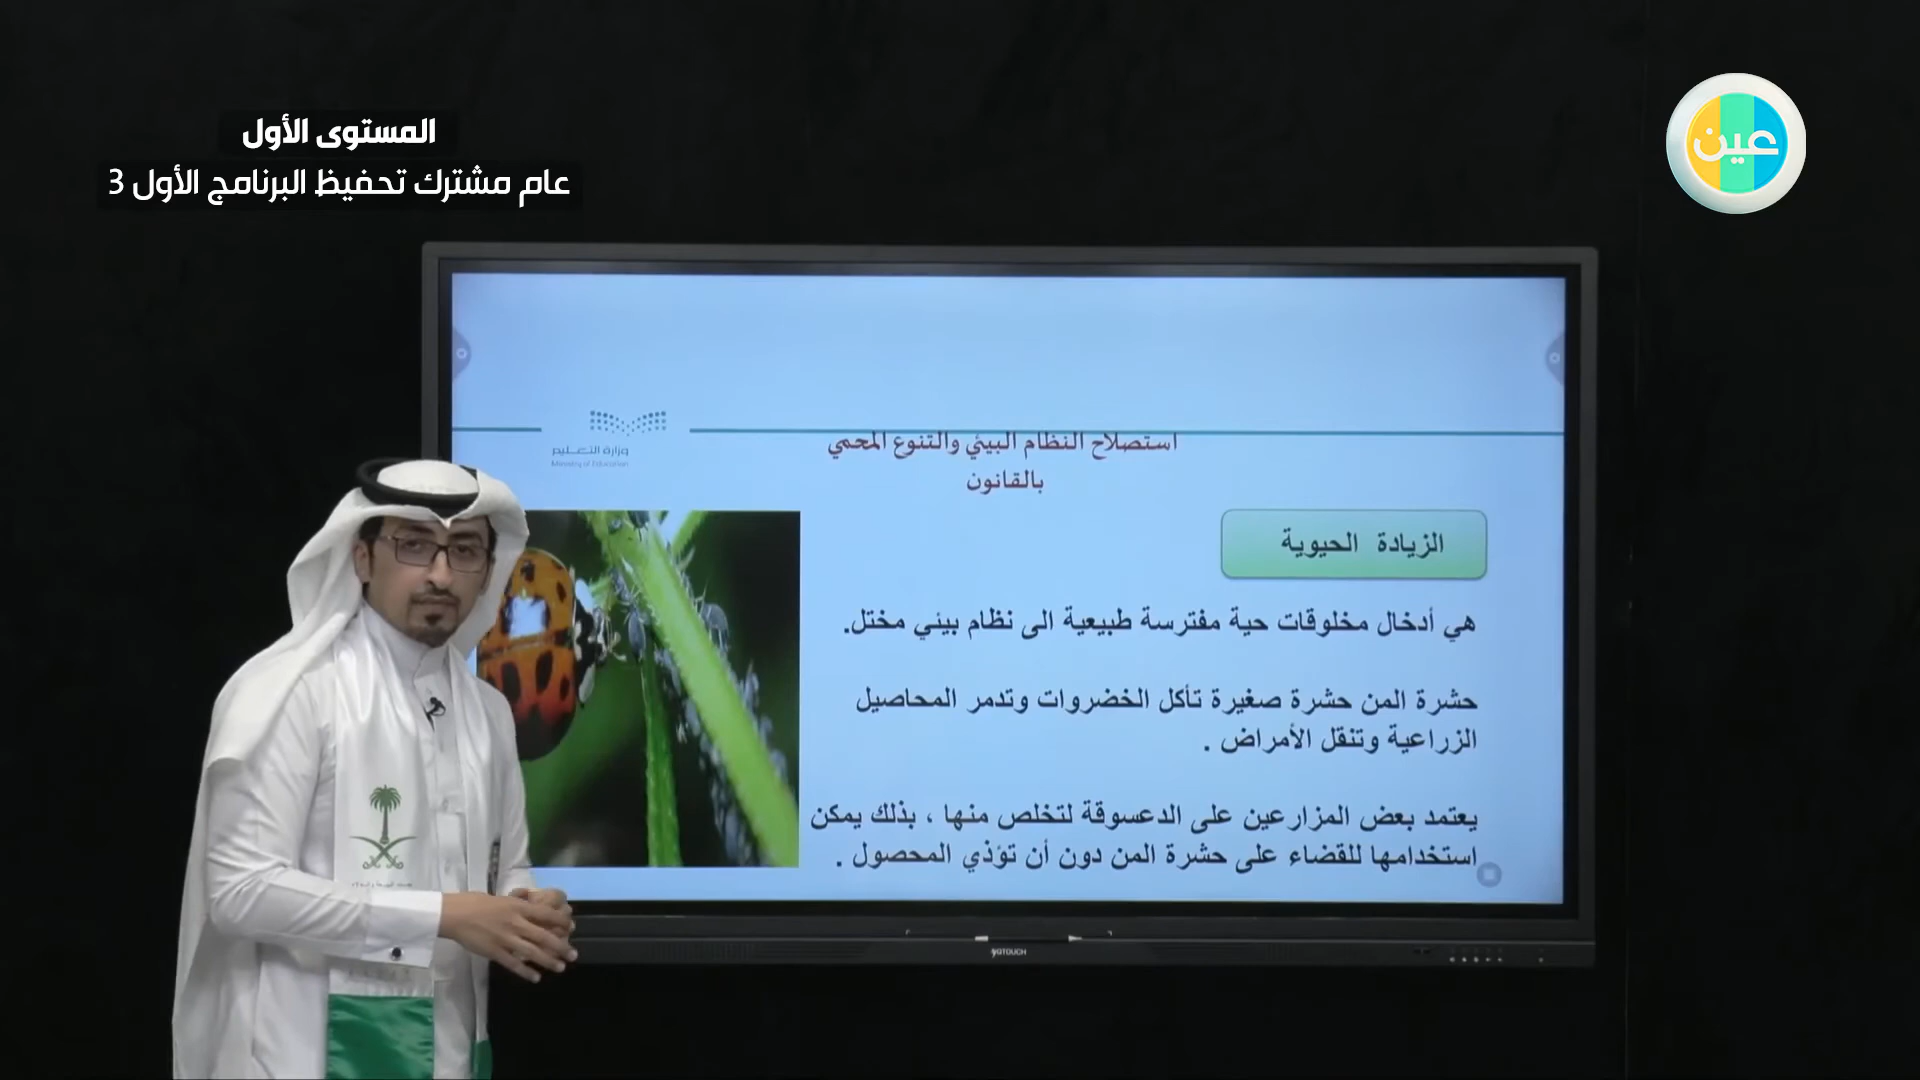 المستوى الأول
عام مشترك تحفيظ البرنامج الأول 3
عين
وزارة التعليم
Ministry of Education
استصلاح النظام البيئي والتنوع المحمي
بالقانون
الزيادة الحيوية
هي أدخال مخلوقات حية مفترسة طبيعية الى نظام بيئي مختل.
حشرة المن حشرة صغيرة تأكل الخضروات وتدمر المحاصيل
الزراعية وتنقل الأمراض .
يعتمد بعض المزارعين على الدعسوقة لتخلص منها ، بذلك يمكن
استخدامها للقضاء على حشرة المن دون أن تؤذي المحصول .